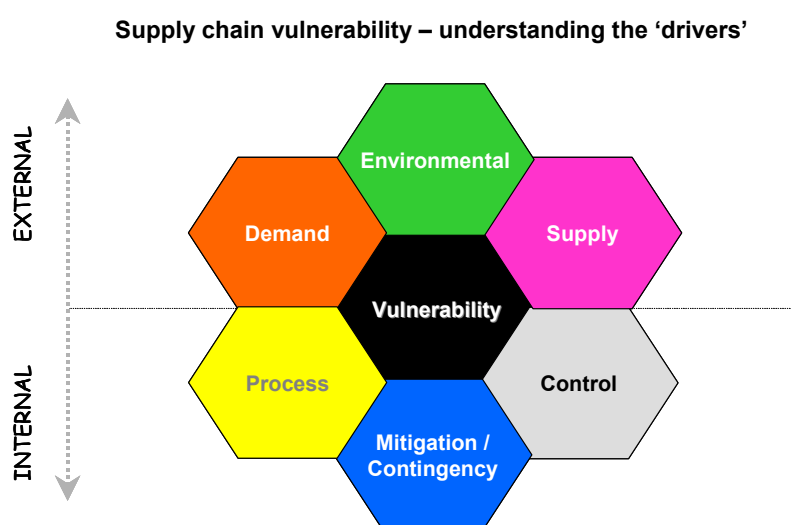 Supply chain vulnerability – understanding the ‘drivers’
EXTERNAL
Environmental
Demand
Supply
Vulnerability
INTERNAL
Process
Control
Mitigation /
Contingency